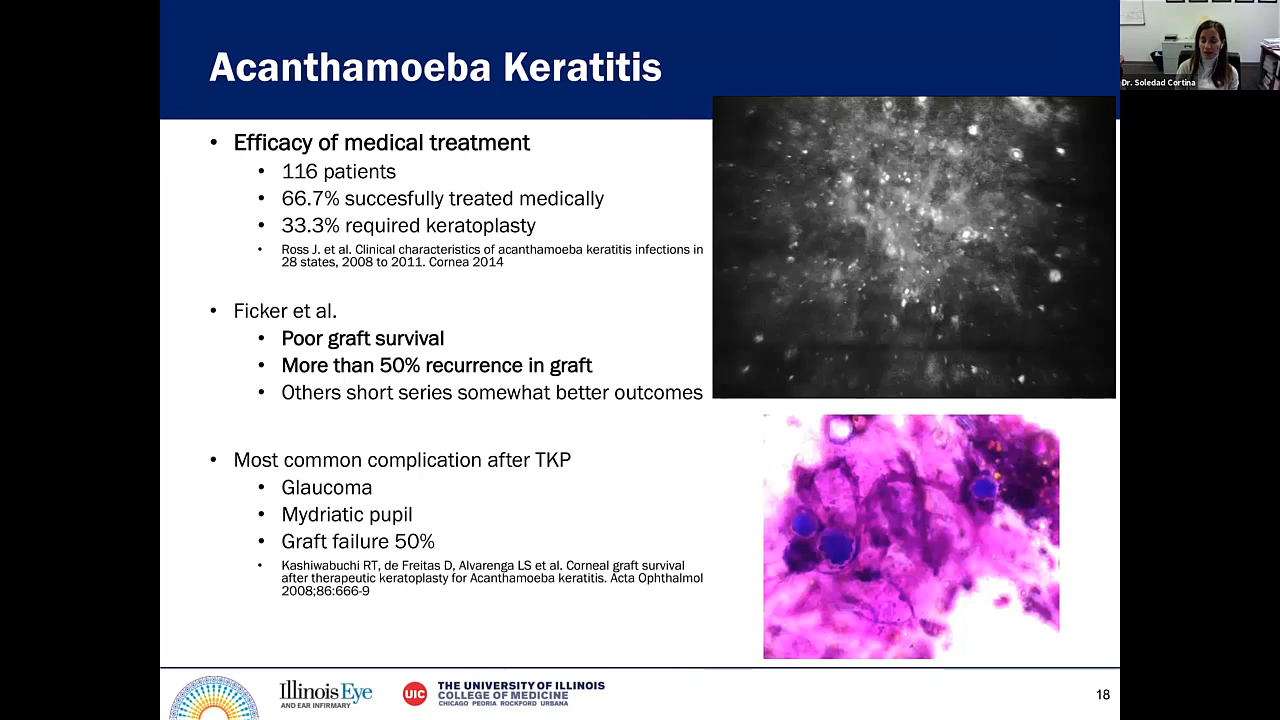 Acanthamoeba Keratitis
Dr. Soledad Cortina
• Efficacy of medical treatment
• 116 patients
• 66.7% succesfully treated medically
• 33.3% required keratoplasty
• Ross J. et al. Clinical characteristics of acanthamoeba keratitis infections in
28 states, 2008 to 2011. Cornea 2014
• Ficker et al.
• Poor graft survival
• More than 50% recurrence in graft
• Others short series somewhat better outcomes
• Most common complication after TKP
• Glaucoma
• Mydriatic pupil
• Graft failure 50%
• Kashiwabuchi RT, de Freitas D, Alvarenga LS et al. Corneal graft survival
after therapeutic keratoplasty for Acanthamoeba keratitis. Acta Ophthalmol
2008;86:666-9
Illinois Eye
AND EAR INFIRMARY
UIC
THE UNIVERSITY OF ILLINOIS
COLLEGE OF MEDICINE
CHICAGO PEORIA ROCKFORD URBANA
18